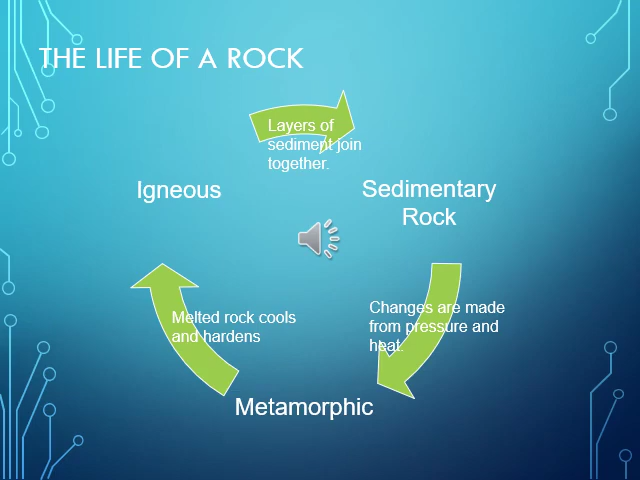 THE LIFE OF A ROCK
Layers of
sediment join
together.
Igneous
Sedimentary
Rock
Melted rock cools
and hardens
Changes are made
from pressure and
heat.
Metamorphic